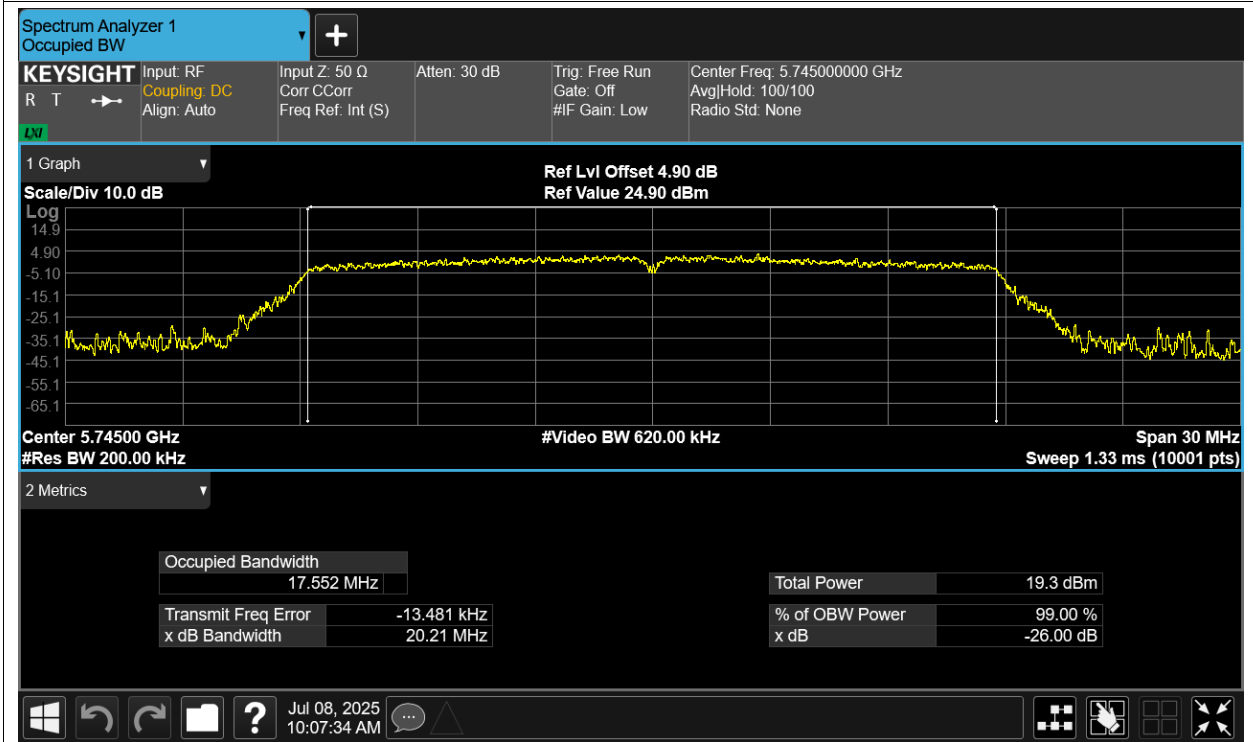 Spectrum Analyzer 1
Occupied BW
KEYSIGHT
R T
LXI
Input: RF
Coupling: DC
Align: Auto
Input Z: 50 Ω
Corr CCorr
Freq Ref: Int (S)
Atten: 30 dB
Trig: Free Run
Gate: Off
#IF Gain: Low
Center Freq: 5.745000000 GHz
Avg|Hold: 100/100
Radio Std: None
1 Graph
Scale/Div 10.0 dB
Ref Lvl Offset 4.90 dB
Ref Value 24.90 dBm
Log
14.9
4.90
-5.10
-15.1
-25.1
-35.1
-45.1
-55.1
-65.1
Center 5.74500 GHz
#Video BW 620.00 kHz
Span 30 MHz
#Res BW 200.00 kHz
Sweep 1.33 ms (10001 pts)
2 Metrics
Occupied Bandwidth
17.552 MHz
Transmit Freq Error -13.481 kHz
x dB Bandwidth 20.21 MHz
Total Power 19.3 dBm
% of OBW Power 99.00 %
x dB -26.00 dB
?
Jul 08, 2025
10:07:34 AM